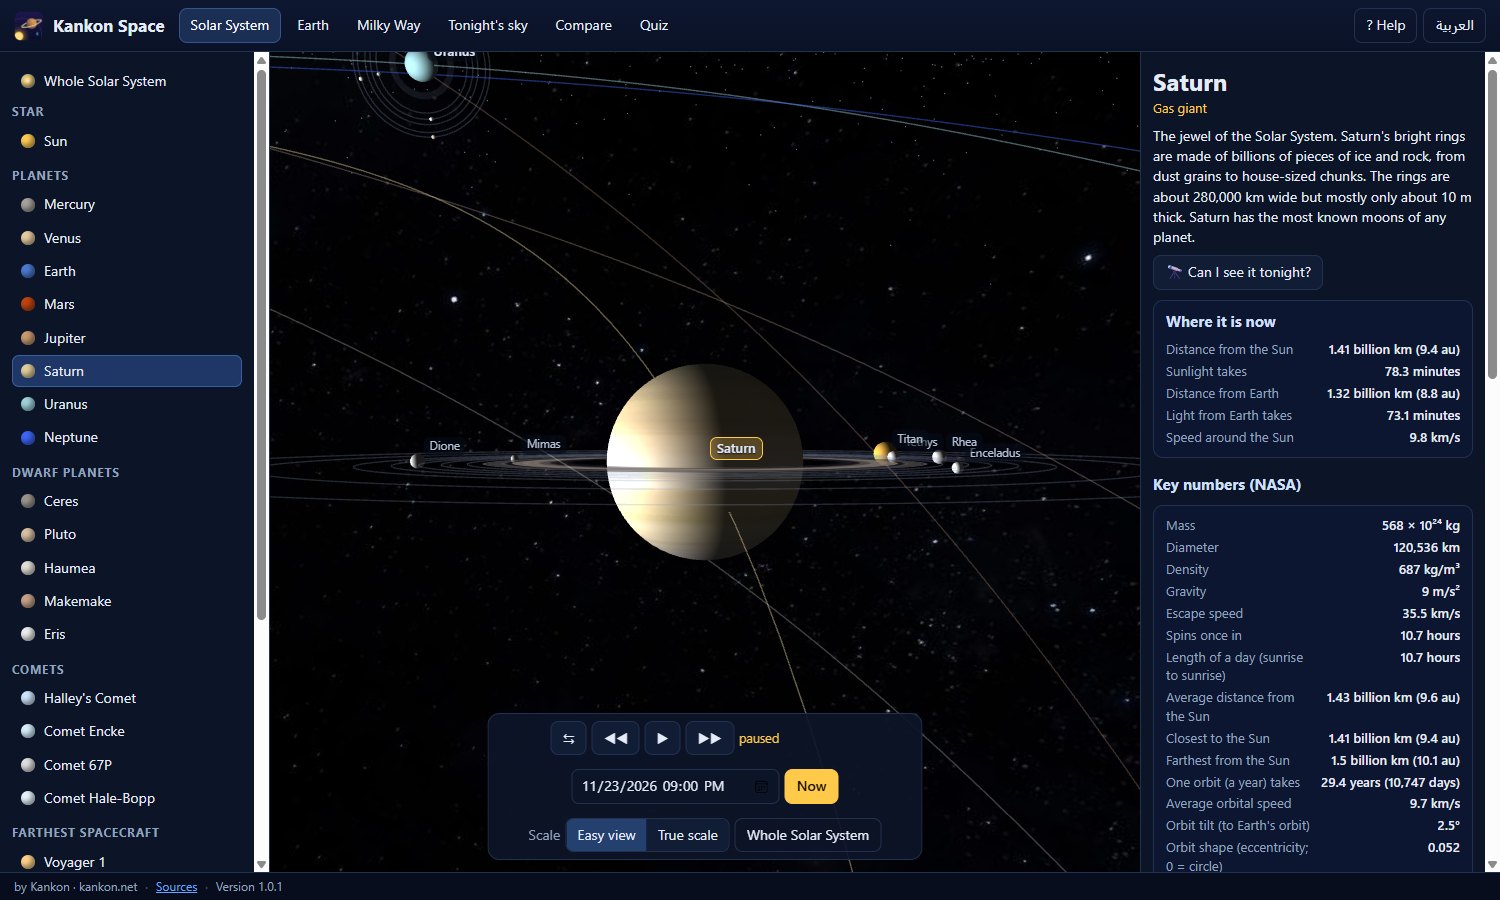 Kankon Space
Solar System
Earth
Milky Way
Tonight's sky
Compare
Quiz
? Help
العربية
Whole Solar System
STAR
Sun
PLANETS
Mercury
Venus
Earth
Mars
Jupiter
Saturn
Uranus
Neptune
DWARF PLANETS
Ceres
Pluto
Haumea
Makemake
Eris
COMETS
Halley's Comet
Comet Encke
Comet 67P
Comet Hale-Bopp
FARTHEST SPACECRAFT
Voyager 1
Uranus
Dione
Mimas
Saturn
Titan
Rhea
Enceladus
paused
11/23/2026 09:00 PM
Now
Scale
Easy view
True scale
Whole Solar System
Saturn
Gas giant
The jewel of the Solar System. Saturn's bright rings
are made of billions of pieces of ice and rock, from
dust grains to house-sized chunks. The rings are
about 280,000 km wide but mostly only about 10 m
thick. Saturn has the most known moons of any
planet.
Can I see it tonight?
Where it is now
Distance from the Sun 1.41 billion km (9.4 au)
Sunlight takes 78.3 minutes
Distance from Earth 1.32 billion km (8.8 au)
Light from Earth takes 73.1 minutes
Speed around the Sun 9.8 km/s
Key numbers (NASA)
Mass 568 × 10²⁴ kg
Diameter 120,536 km
Density 687 kg/m³
Gravity 9 m/s²
Escape speed 35.5 km/s
Spins once in 10.7 hours
Length of a day (sunrise 10.7 hours
to sunrise)
Average distance from 1.43 billion km (9.6 au)
the Sun
Closest to the Sun 1.41 billion km (9.4 au)
Farthest from the Sun 1.5 billion km (10.1 au)
One orbit (a year) takes 29.4 years (10,747 days)
Average orbital speed 9.7 km/s
Orbit tilt (to Earth's orbit) 2.5°
Orbit shape (eccentricity; 0.052
0 = circle)
by Kankon · kankon.net · Sources · Version 1.0.1